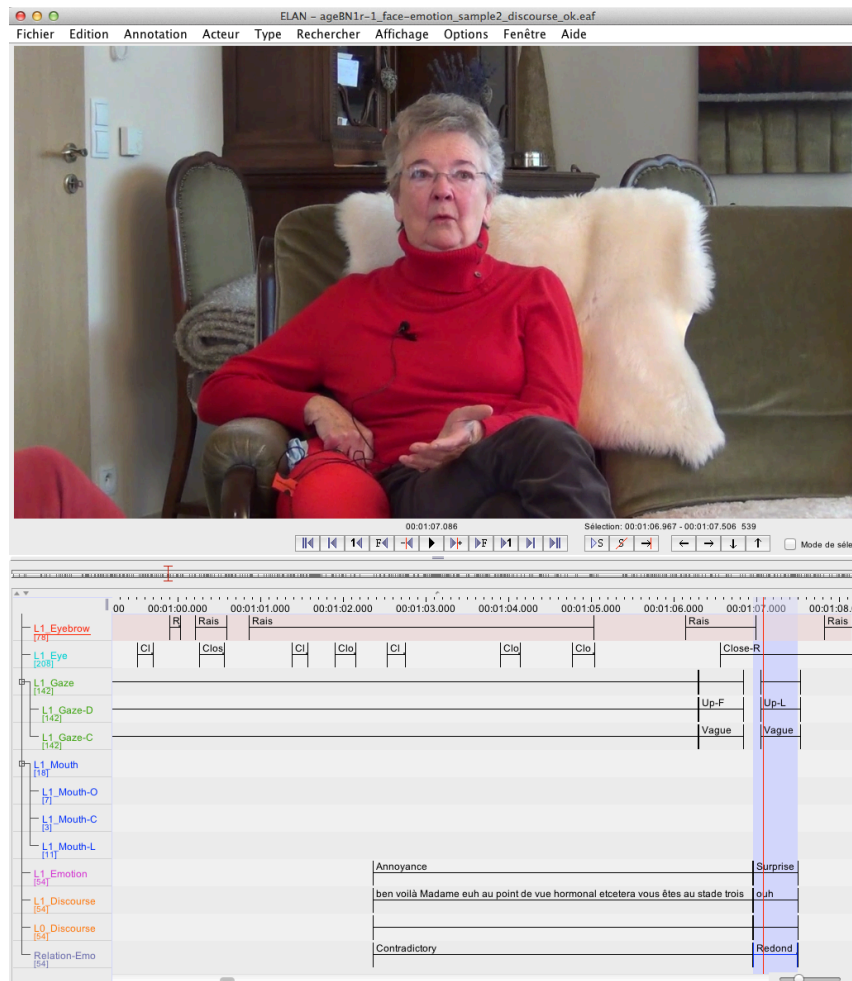 ELAN - ageBN1r-1_face-emotion_sample2_discourse_ok.eaf
Fichier Edition Annotation Acteur Type Rechercher Affichage Options Fenêtre Aide
00:01:07.086 Sélection: 00:01:06.967 - 00:01:07.506 539
1 F F 1 S S Mode de séle
00 00:01:00.000 00:01:01.000 00:01:02.000 00:01:03.000 00:01:04.000 00:01:05.000 00:01:06.000 00:01:07.000 00:01:08.
L1_Eyebrow R Rais Rais Rais Rais
[78]
L1_Eye Cl Clos Cl Clo Cl Clo Clo Close-R
[208]
L1_Gaze
[142]
L1_Gaze-D Up-F Up-L
[142]
L1_Gaze-C Vague Vague
[142]
L1_Mouth
[18]
L1_Mouth-O
[7]
L1_Mouth-C
[3]
L1_Mouth-L
[11]
L1_Emotion Annoyance Surprise
[54]
L1_Discourse ben voilà Madame euh au point de vue hormonal etcetera vous êtes au stade trois ouh
[54]
L0_Discourse
[54]
Relation-Emo Contradictory Redond
[54]